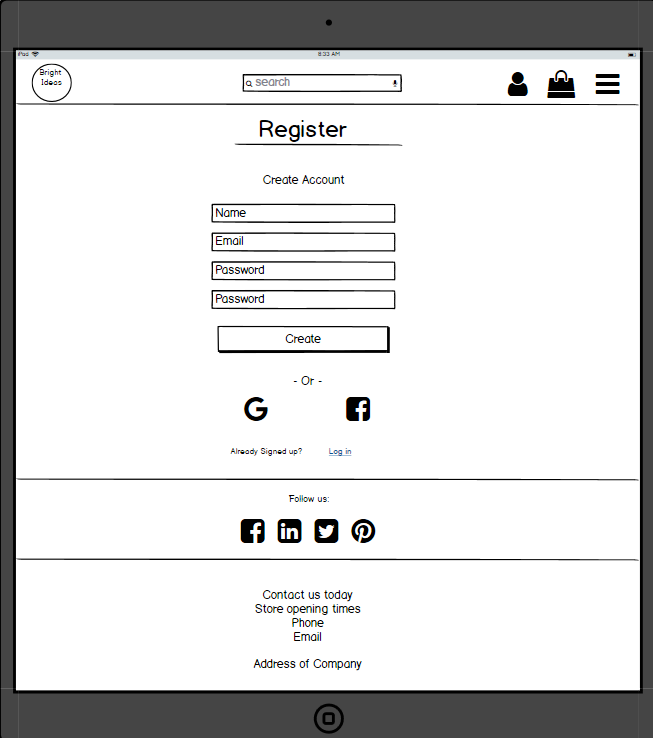 iPad 8:33 AM
Bright
Ideas
search
Register
Create Account
Name
Email
Password
Password
Create
- Or -
Already Signed up? Log in
Follow us:
Contact us today
Store opening times
Phone
Email
Address of Company